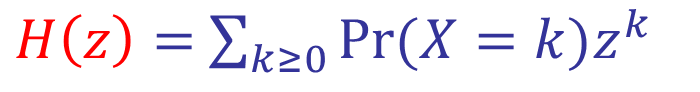 H(z) = ∑_{k≥0} Pr(X = k)z^k